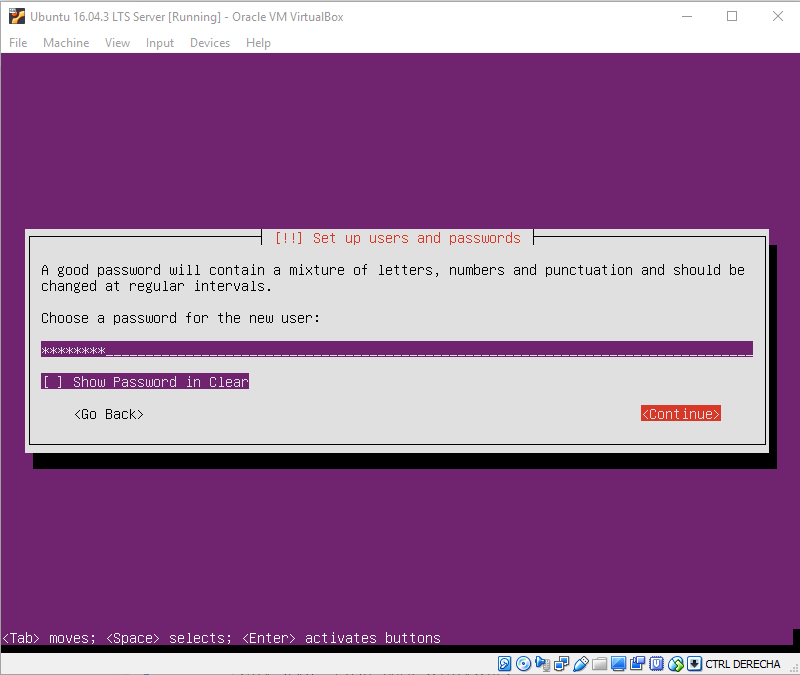 Ubuntu 16.04.3 LTS Server [Running] - Oracle VM VirtualBox
File Machine View Input Devices Help
[!!] Set up users and passwords
A good password will contain a mixture of letters, numbers and punctuation and should be
changed at regular intervals.
Choose a password for the new user:
********
[ ] Show Password in Clear
<Go Back> <Continue>
<Tab> moves; <Space> selects; <Enter> activates buttons
CTRL DERECHA